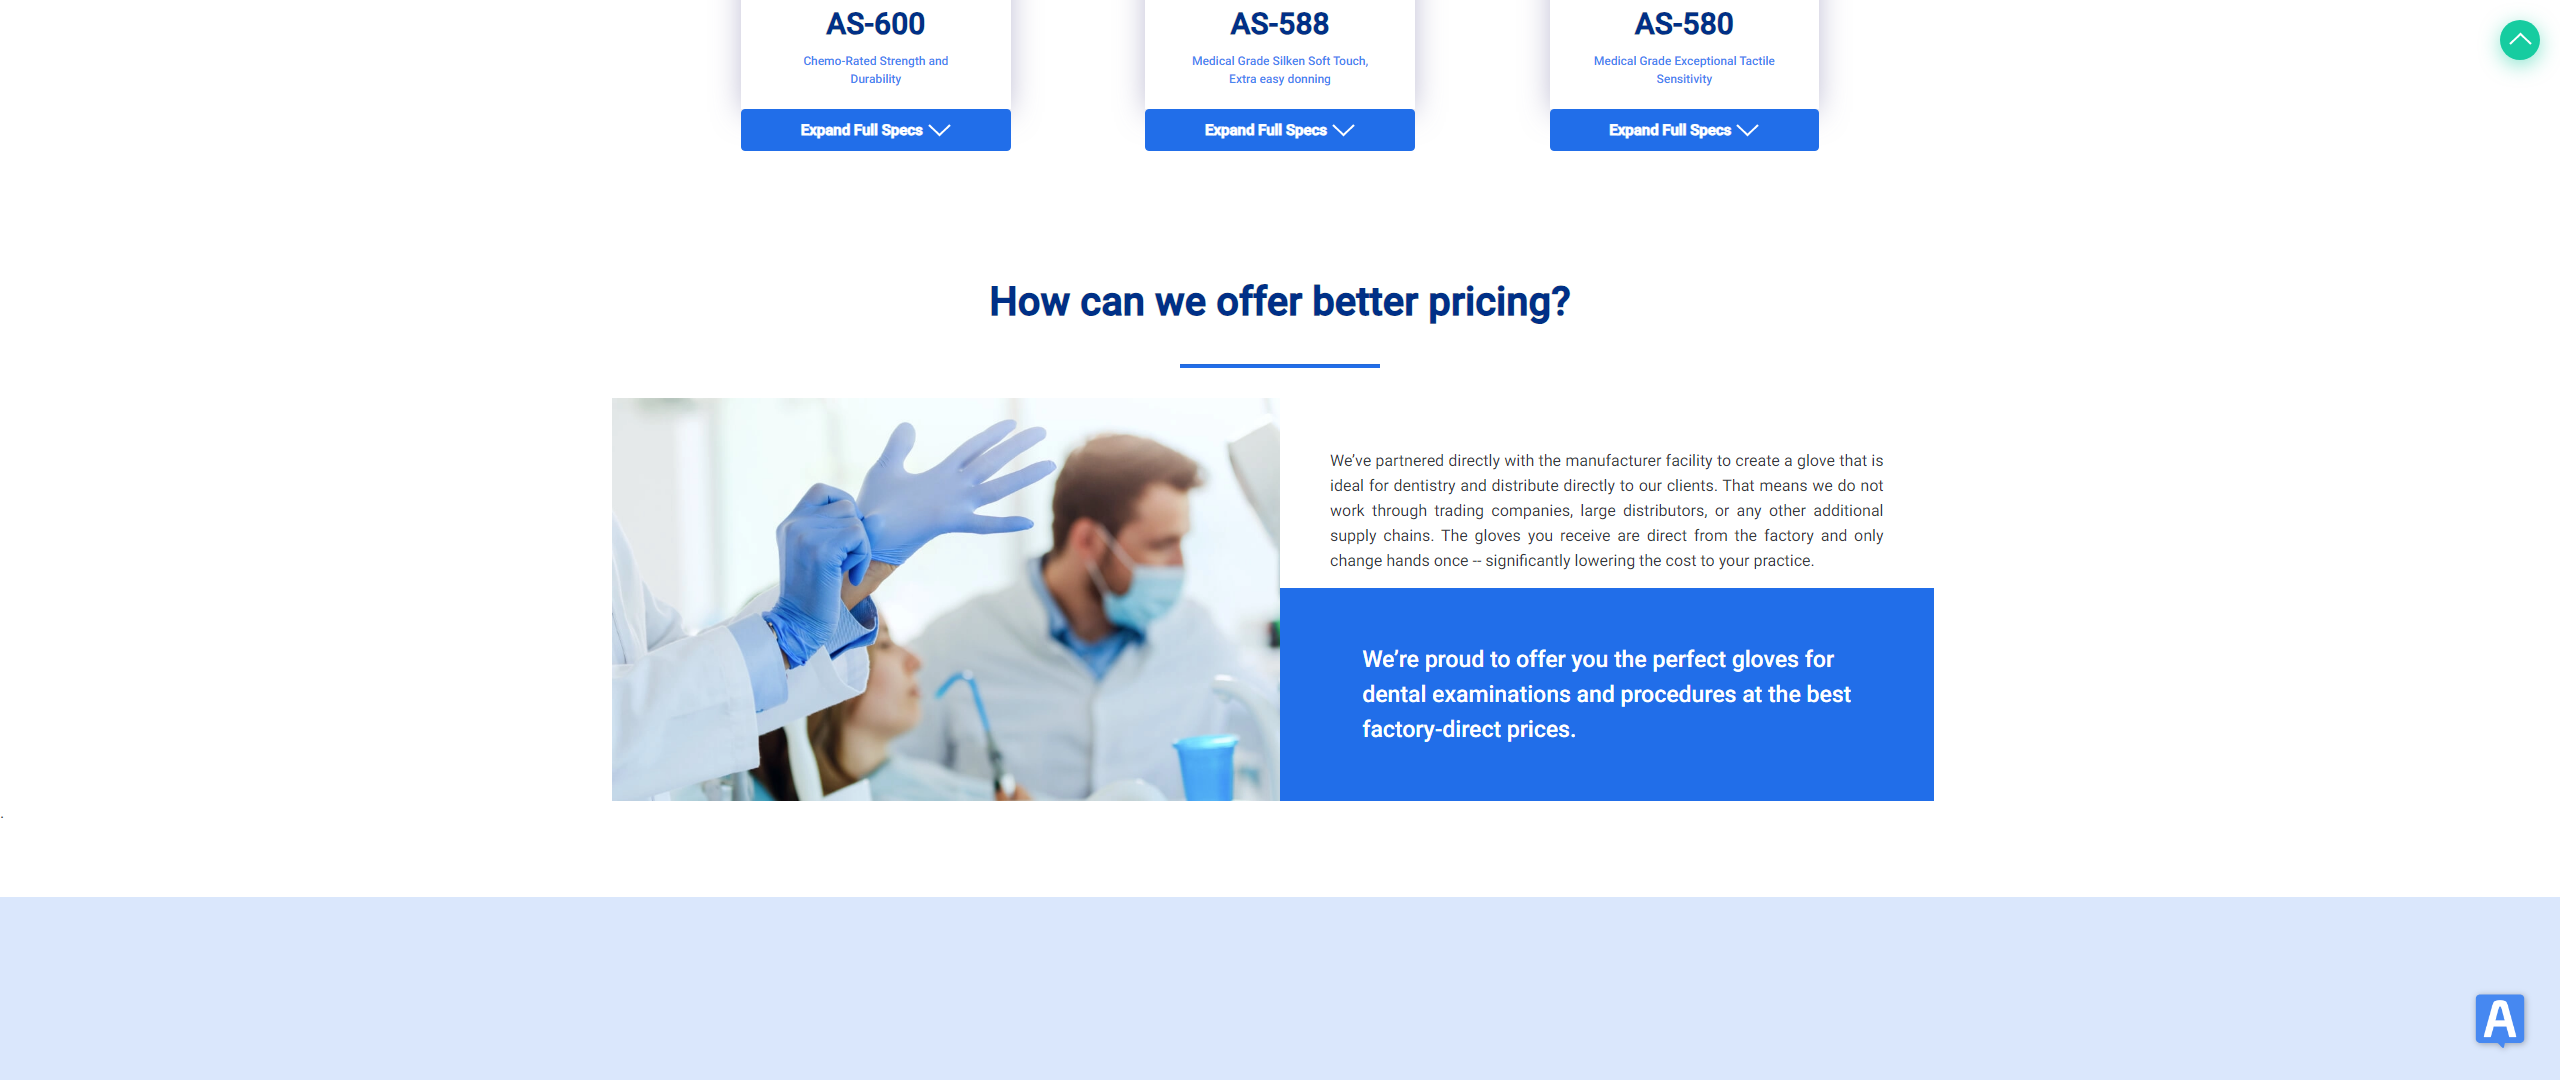 AS-600
Chemo-Rated Strength and
Durability
Expand Full Specs
AS-588
Medical Grade Silken Soft Touch,
Extra easy donning
Expand Full Specs
AS-580
Medical Grade Exceptional Tactile
Sensitivity
Expand Full Specs
How can we offer better pricing?
We’ve partnered directly with the manufacturer facility to create a glove that is
ideal for dentistry and distribute directly to our clients. That means we do not
work through trading companies, large distributors, or any other additional
supply chains. The gloves you receive are direct from the factory and only
change hands once -- significantly lowering the cost to your practice.
We’re proud to offer you the perfect gloves for
dental examinations and procedures at the best
factory-direct prices.
.
A